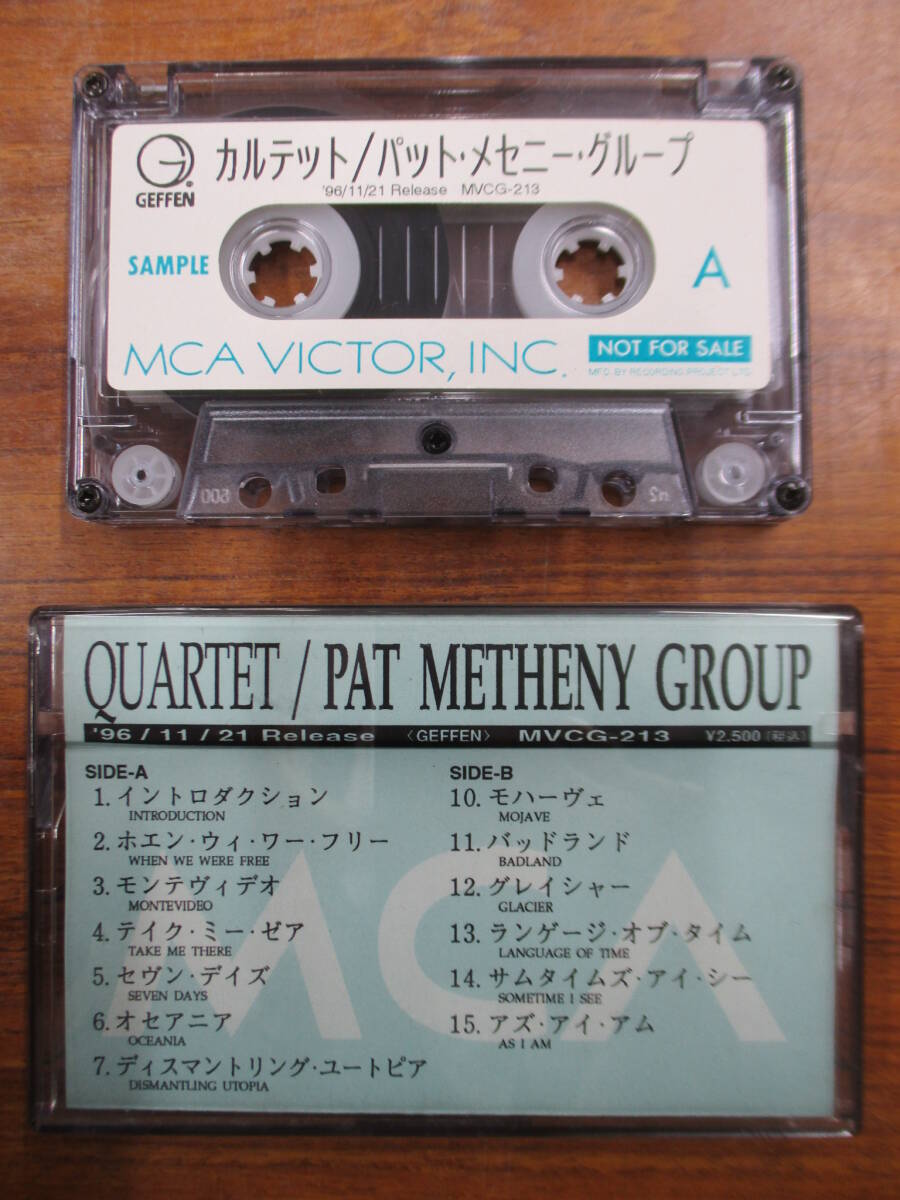 GEFFEN
カルテット/パット・メセニー・グループ
'96/11/21 Release MVCG-213
SAMPLE
A
MCA VICTOR, INC.
NOT FOR SALE
MFD. BY RECORDING PROJECT LTD.
QUARTET / PAT METHENY GROUP
'96/11/21 Release 〈GEFFEN〉 MVCG-213 ¥2,500(税込)
SIDE-A
1.イントロダクション
INTRODUCTION
2.ホエン・ウィ・ワー・フリー
WHEN WE WERE FREE
3.モンテヴィデオ
MONTEVIDEO
4.テイク・ミー・ゼア
TAKE ME THERE
5.セヴン・デイズ
SEVEN DAYS
6.オセアニア
OCEANIA
7.ディスマントリング・ユートピア
DISMANTLING UTOPIA
SIDE-B
10.モハーヴェ
MOJAVE
11.バッドランド
BADLAND
12.グレイシャー
GLACIER
13.ランゲージ・オブ・タイム
LANGUAGE OF TIME
14.サムタイムズ・アイ・シー
SOMETIME I SEE
15.アズ・アイ・アム
AS I AM
MCA